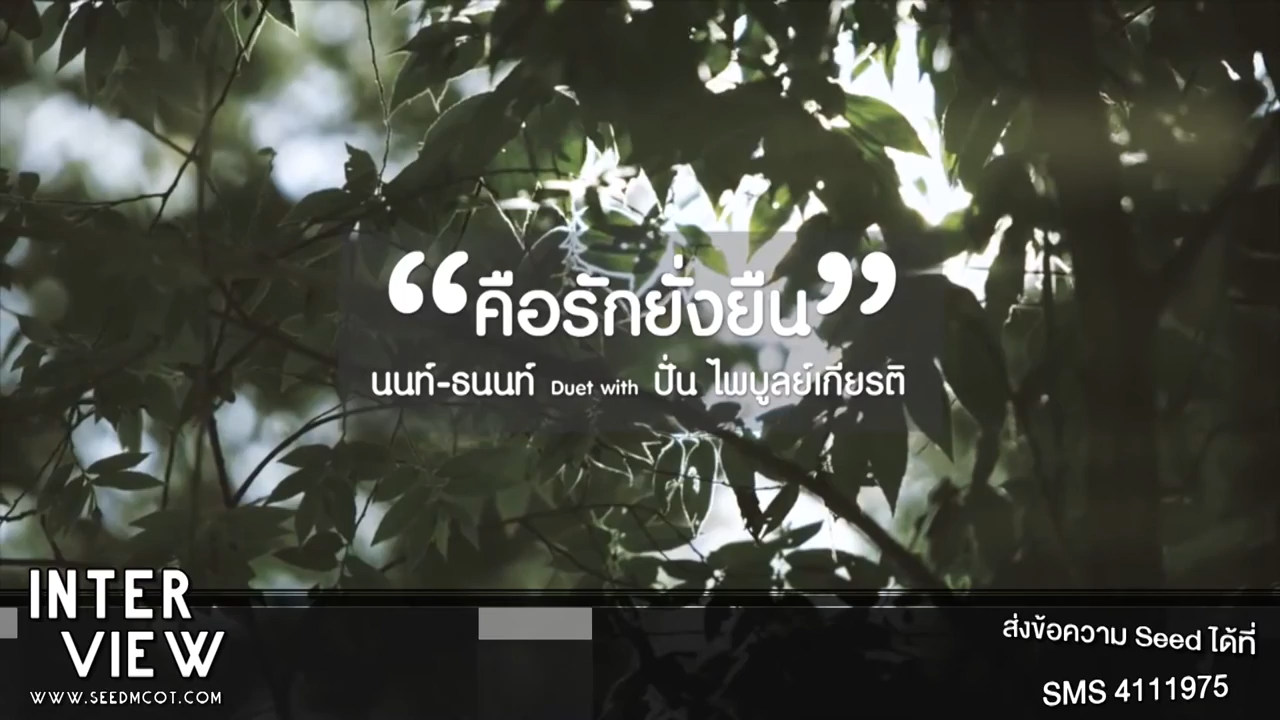 “คือรักยั่งยืน”
นนท์-ธนนท์ Duet with ปั่น ไพบูลย์เกียรติ
INTER
VIEW
WWW.SEEDMCOT.COM
ส่งข้อความ Seed ได้ที่
SMS 4111975